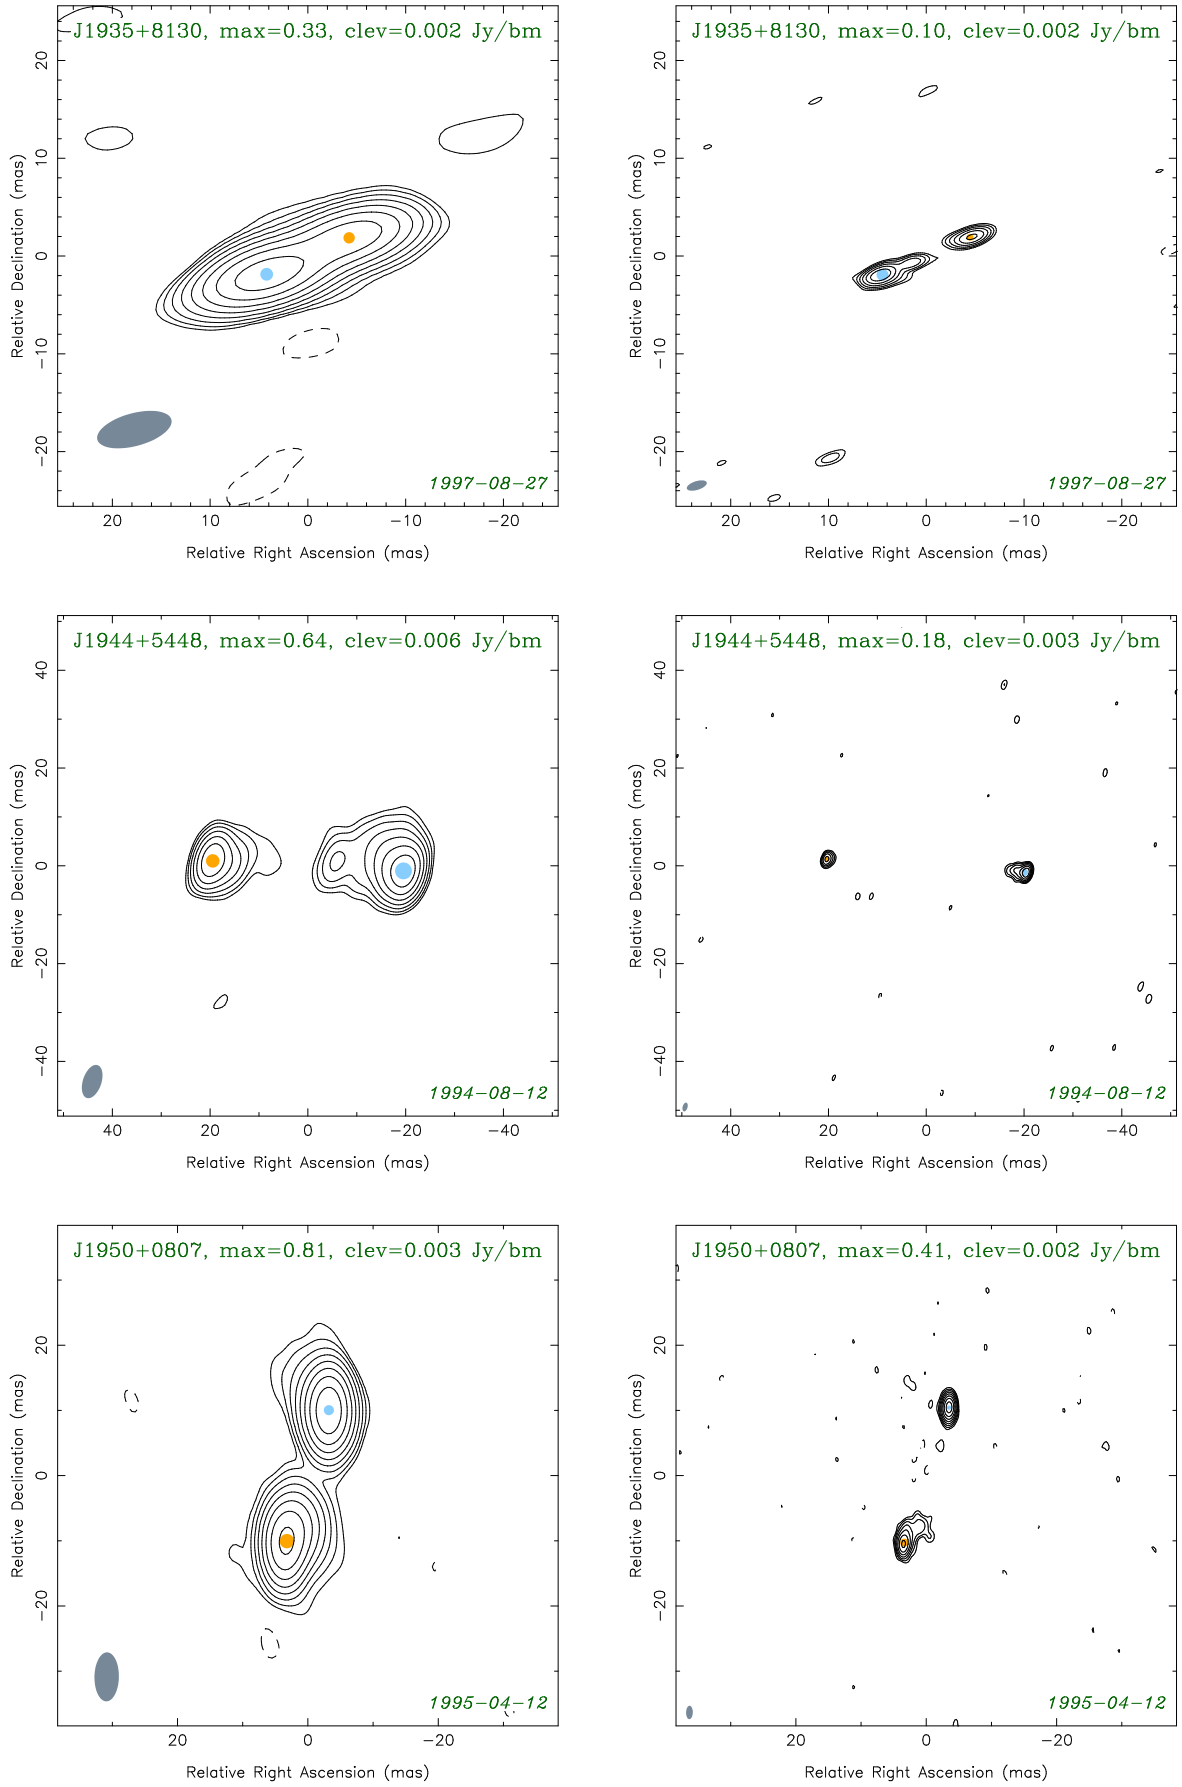 J1935+8130, max=0.33, clev=0.002 Jy/bm
Relative Declination (mas)
20
10
0
−10
−20
1997−08−27
20 10 0 −10 −20
Relative Right Ascension (mas)
J1935+8130, max=0.10, clev=0.002 Jy/bm
Relative Declination (mas)
20
10
0
−10
−20
1997−08−27
20 10 0 −10 −20
Relative Right Ascension (mas)
J1944+5448, max=0.64, clev=0.006 Jy/bm
Relative Declination (mas)
40
20
0
−20
−40
1994−08−12
40 20 0 −20 −40
Relative Right Ascension (mas)
J1944+5448, max=0.18, clev=0.003 Jy/bm
Relative Declination (mas)
40
20
0
−20
−40
1994−08−12
40 20 0 −20 −40
Relative Right Ascension (mas)
J1950+0807, max=0.81, clev=0.003 Jy/bm
Relative Declination (mas)
20
0
−20
1995−04−12
20 0 −20
Relative Right Ascension (mas)
J1950+0807, max=0.41, clev=0.002 Jy/bm
Relative Declination (mas)
20
0
−20
1995−04−12
20 0 −20
Relative Right Ascension (mas)